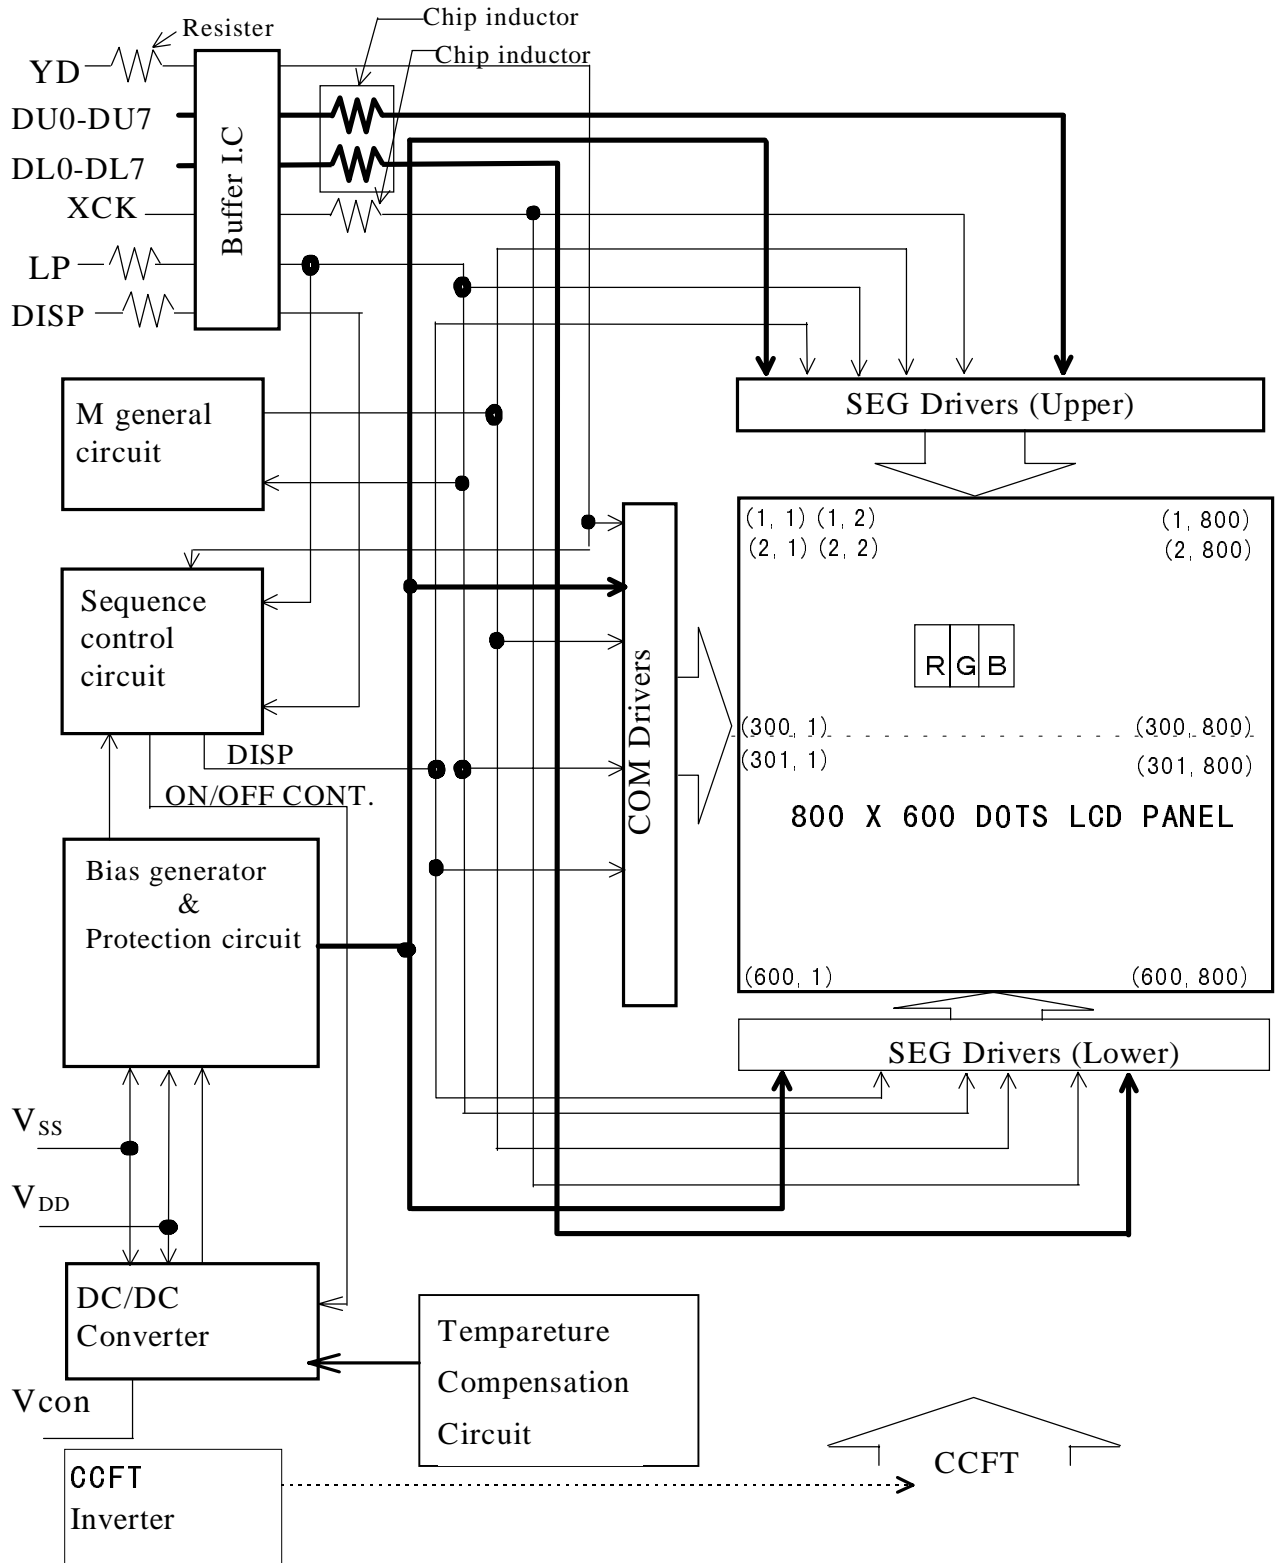 Resister
Chip inductor
Chip inductor
YD
DU0-DU7
DL0-DL7
XCK
LP
DISP
Buffer I.C
M general
circuit
SEG Drivers (Upper)
(1, 1) (1, 2)
(1, 800)
(2, 1) (2, 2)
(2, 800)
Sequence
control
circuit
R G B
COM Drivers
(300, 1)
(300, 800)
(301, 1)
(301, 800)
DISP
ON/OFF CONT.
800 X 600 DOTS LCD PANEL
Bias generator
&
Protection circuit
(600, 1)
(600, 800)
SEG Drivers (Lower)
VSS
VDD
DC/DC
Converter
Tempareture
Compensation
Circuit
Vcon
CCFT
Inverter
CCFT